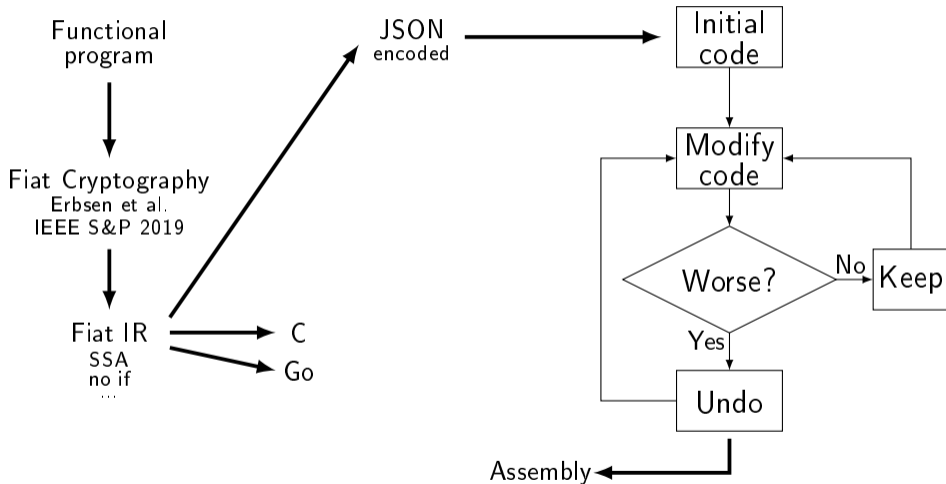 Functional
program
Fiat Cryptography
Erbsen et al.
IEEE S&P 2019
Fiat IR
SSA
no if
...
C
Go
JSON
encoded
Initial
code
Modify
code
Worse?
No
Keep
Yes
Undo
Assembly